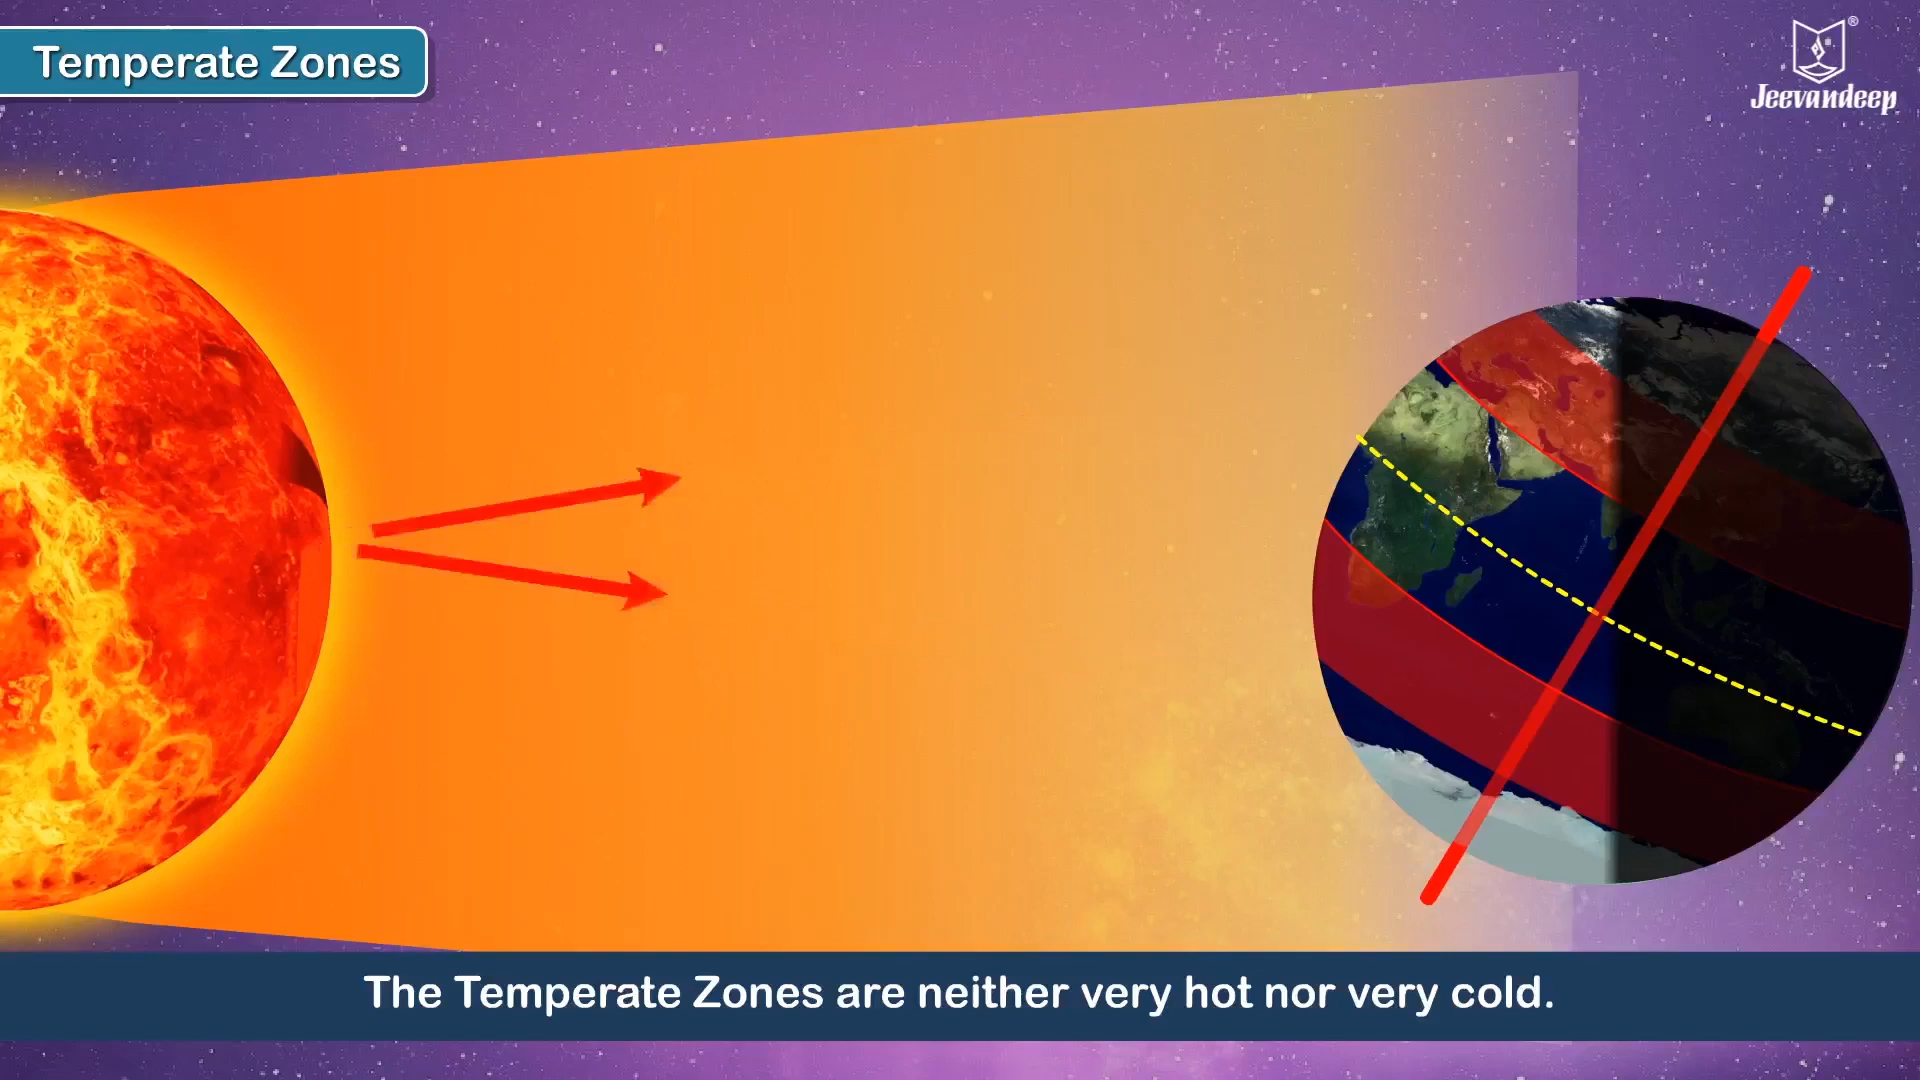 Temperate Zones
®
Jeevandeep
The Temperate Zones are neither very hot nor very cold.